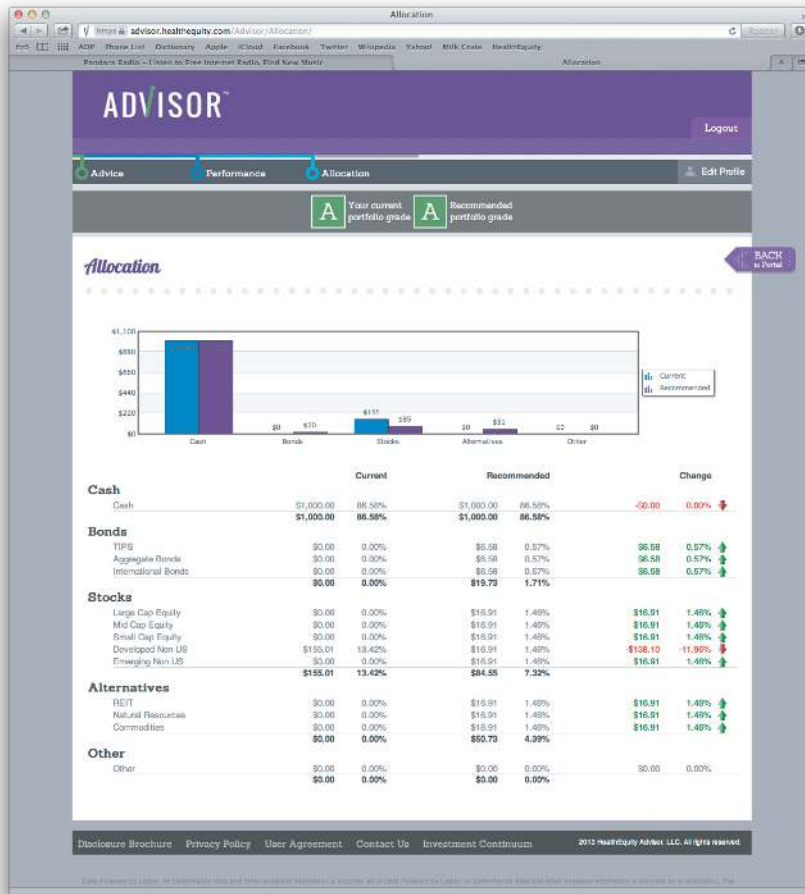 Allocation
https advisor.healthequity.com/Advisor/Allocation/
ADP Phone List Dictionary Apple iCloud Facebook Twitter Wikipedia Yahoo! Milk Crate HealthEquity
Pandora Radio – Listen to Free Internet Radio, Find New Music Allocation
ADVISOR™
Logout
Advice Performance Allocation Edit Profile
A Your current portfolio grade A Recommended portfolio grade
BACK to Portal
Allocation
$1,100
$880
$660
$440
$220
$0
$0 $20 $155 $85 $0 $51 $0 $0
Cash Bonds Stocks Alternatives Other
Current
Recommended
Current Recommended Change
Cash
Cash $1,000.00 86.58% $1,000.00 86.58% -$0.00 0.00%
$1,000.00 86.58% $1,000.00 86.58%
Bonds
TIPS $0.00 0.00% $6.58 0.57% $6.58 0.57%
Aggregate Bonds $0.00 0.00% $6.58 0.57% $6.58 0.57%
International Bonds $0.00 0.00% $6.58 0.57% $6.58 0.57%
$0.00 0.00% $19.73 1.71%
Stocks
Large Cap Equity $0.00 0.00% $16.91 1.46% $16.91 1.46%
Mid Cap Equity $0.00 0.00% $16.91 1.46% $16.91 1.46%
Small Cap Equity $0.00 0.00% $16.91 1.46% $16.91 1.46%
Developed Non US $155.01 13.42% $16.91 1.46% -$138.10 -11.96%
Emerging Non US $0.00 0.00% $16.91 1.46% $16.91 1.46%
$155.01 13.42% $84.55 7.32%
Alternatives
REIT $0.00 0.00% $16.91 1.46% $16.91 1.46%
Natural Resources $0.00 0.00% $16.91 1.46% $16.91 1.46%
Commodities $0.00 0.00% $16.91 1.46% $16.91 1.46%
$0.00 0.00% $50.73 4.39%
Other
Other $0.00 0.00% $0.00 0.00% $0.00 0.00%
$0.00 0.00% $0.00 0.00%
Disclosure Brochure Privacy Policy User Agreement Contact Us Investment Continuum 2013 HealthEquity Advisor, LLC. All rights reserved.